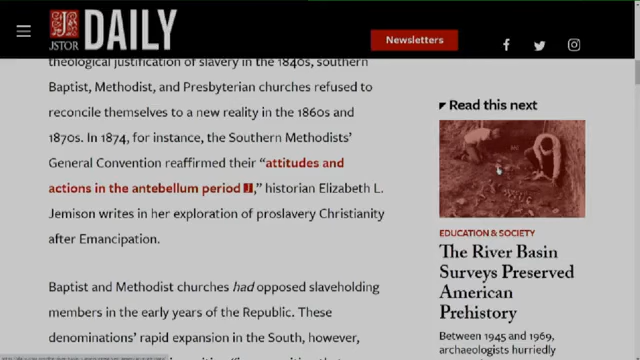 JSTOR DAILY
Newsletters
theological justification of slavery in the 1840s, southern
Baptist, Methodist, and Presbyterian churches refused to
reconcile themselves to a new reality in the 1860s and
1870s. In 1874, for instance, the Southern Methodists'
General Convention reaffirmed their “attitudes and
actions in the antebellum period J,” historian Elizabeth L.
Jemison writes in her exploration of proslavery Christianity
after Emancipation.
Baptist and Methodist churches had opposed slaveholding
members in the early years of the Republic. These
denominations' rapid expansion in the South, however,
Read this next
EDUCATION & SOCIETY
The River Basin
Surveys Preserved
American
Prehistory
Between 1945 and 1969,
archaeologists hurriedly